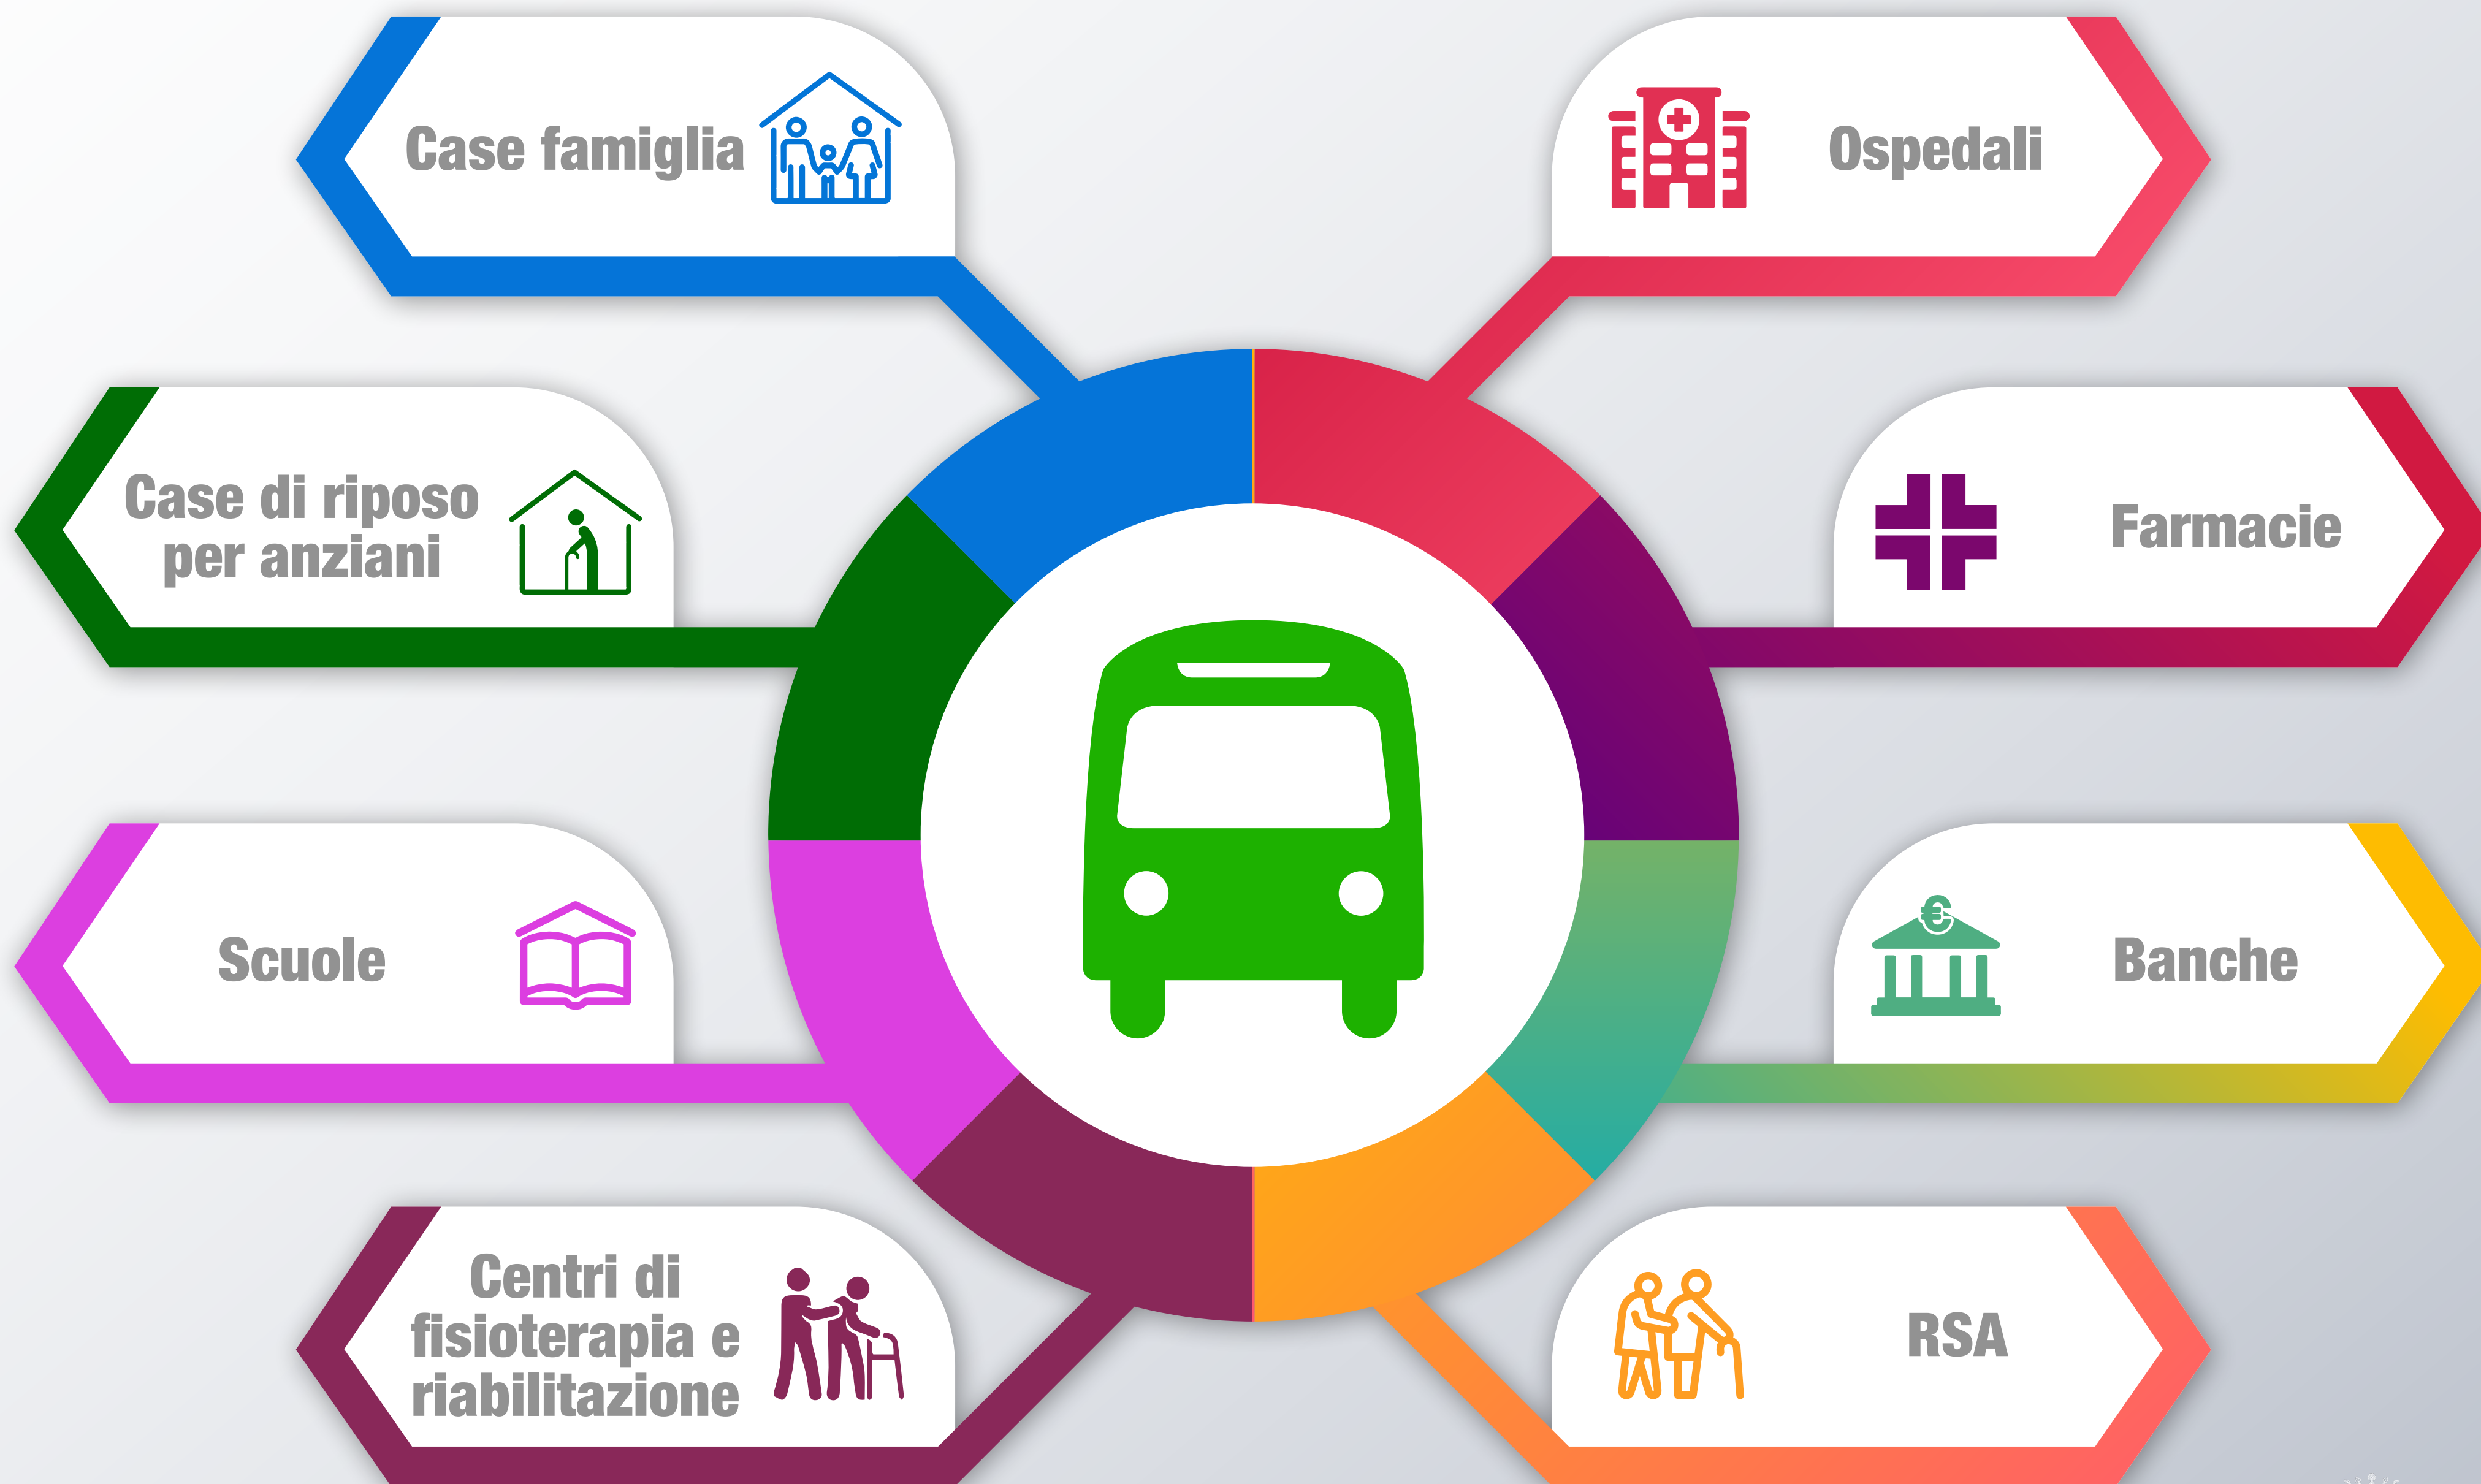 Case famiglia
Ospedali
Case di riposo
per anziani
Farmacie
Scuole
€
Banche
Centri di
fisioterapia e
riabilitazione
RSA